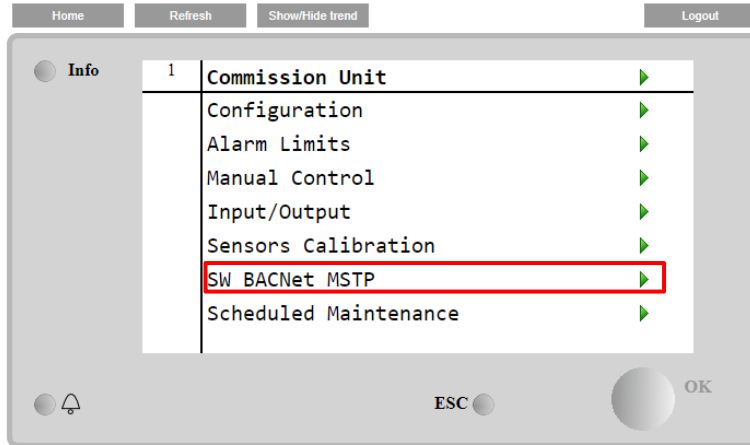 Home Refresh Show/Hide trend Logout
Info
1 Commission Unit
Configuration
Alarm Limits
Manual Control
Input/Output
Sensors Calibration
SW BACNet MSTP
Scheduled Maintenance
ESC OK